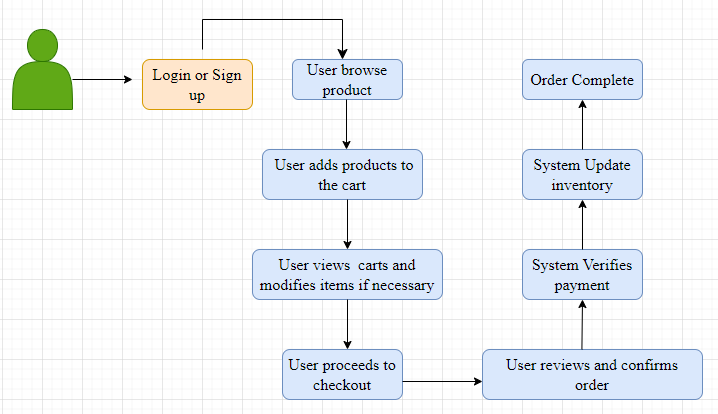 Login or Sign
up
User browse
product
User adds products to
the cart
User views carts and
modifies items if necessary
User proceeds to
checkout
User reviews and confirms
order
System Verifies
payment
System Update
inventory
Order Complete